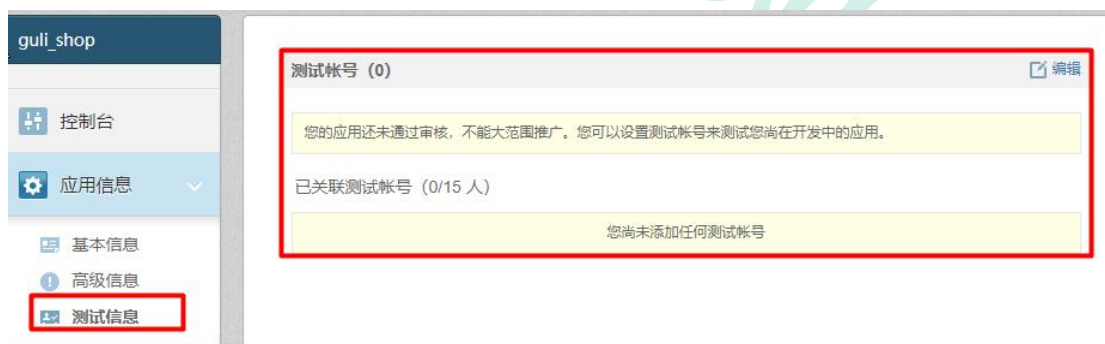 guli_shop
控制台
应用信息
基本信息
高级信息
测试信息
测试帐号 (0)
编辑
您的应用还未通过审核，不能大范围推广。您可以设置测试帐号来测试您尚在开发中的应用。
已关联测试帐号 (0/15 人)
您尚未添加任何测试帐号